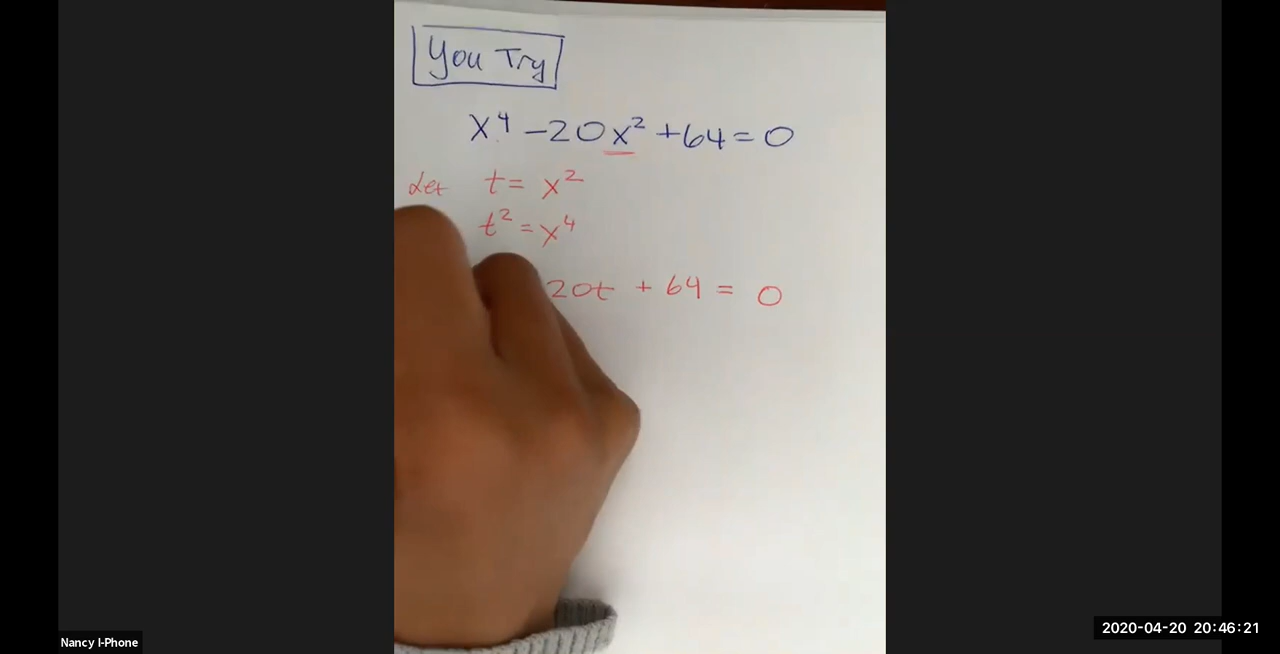 You Try
x⁴ -20x² +64=0
Let t= x²
t² =x⁴
20t + 64 = 0
Nancy I-Phone
2020-04-20 20:46:21